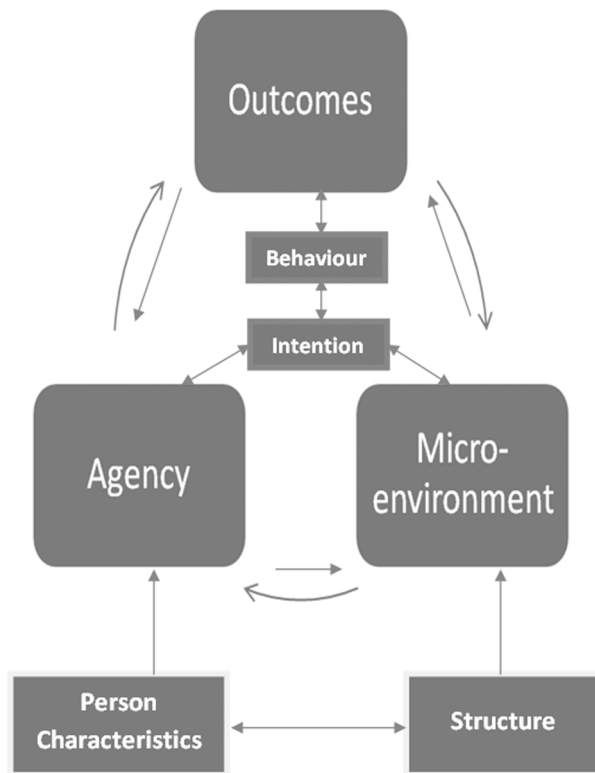 Outcomes
Behaviour
Intention
Agency
Micro-
environment
Person
Characteristics
Structure